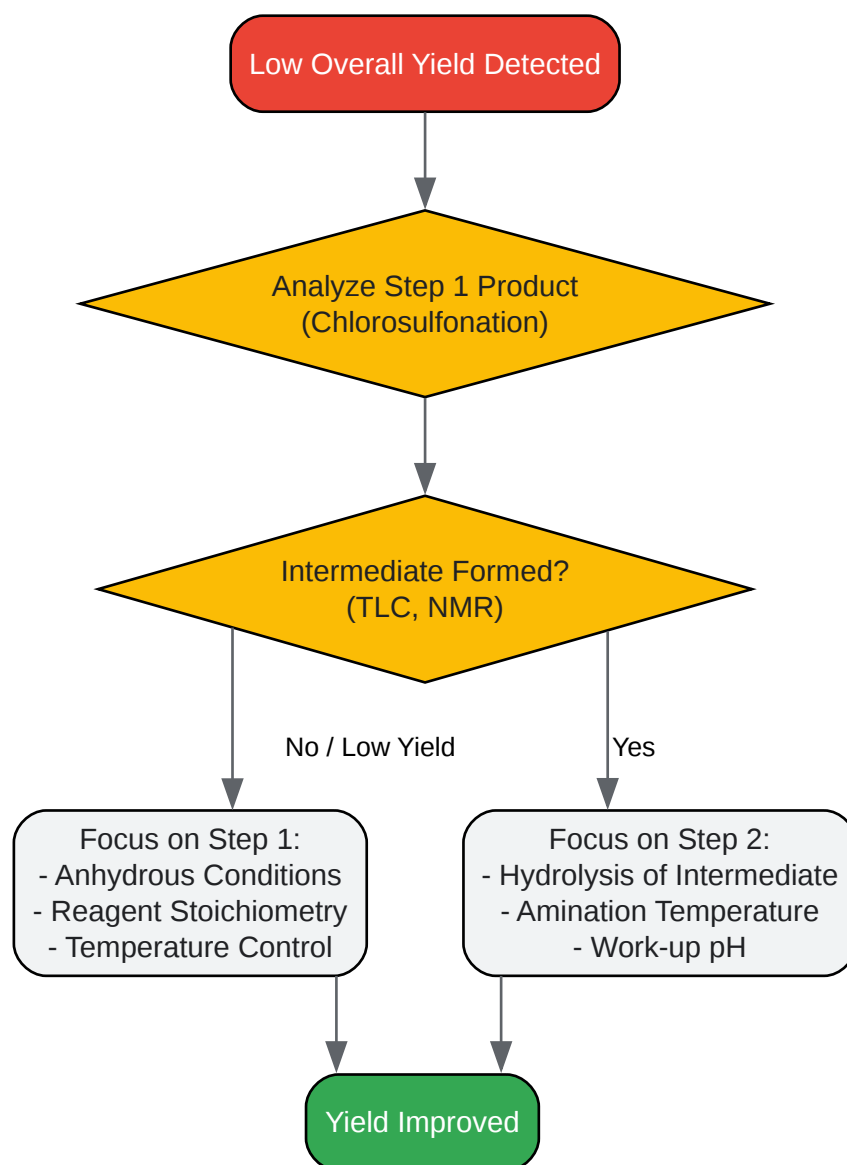 Low Overall Yield Detected
Analyze Step 1 Product
(Chlorosulfonation)
Intermediate Formed?
(TLC, NMR)
No / Low Yield
Yes
Focus on Step 1:
- Anhydrous Conditions
- Reagent Stoichiometry
- Temperature Control
Focus on Step 2:
- Hydrolysis of Intermediate
- Amination Temperature
- Work-up pH
Yield Improved